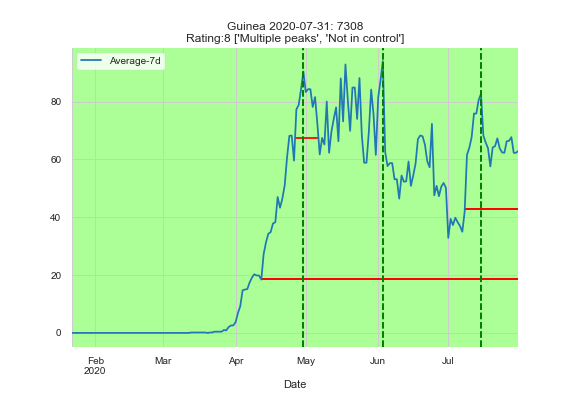 Guinea 2020-07-31: 7308
Rating:8 ['Multiple peaks', 'Not in control']
Average-7d
80
60
40
20
0
Feb
2020
Mar
Apr
May
Jun
Jul
Date